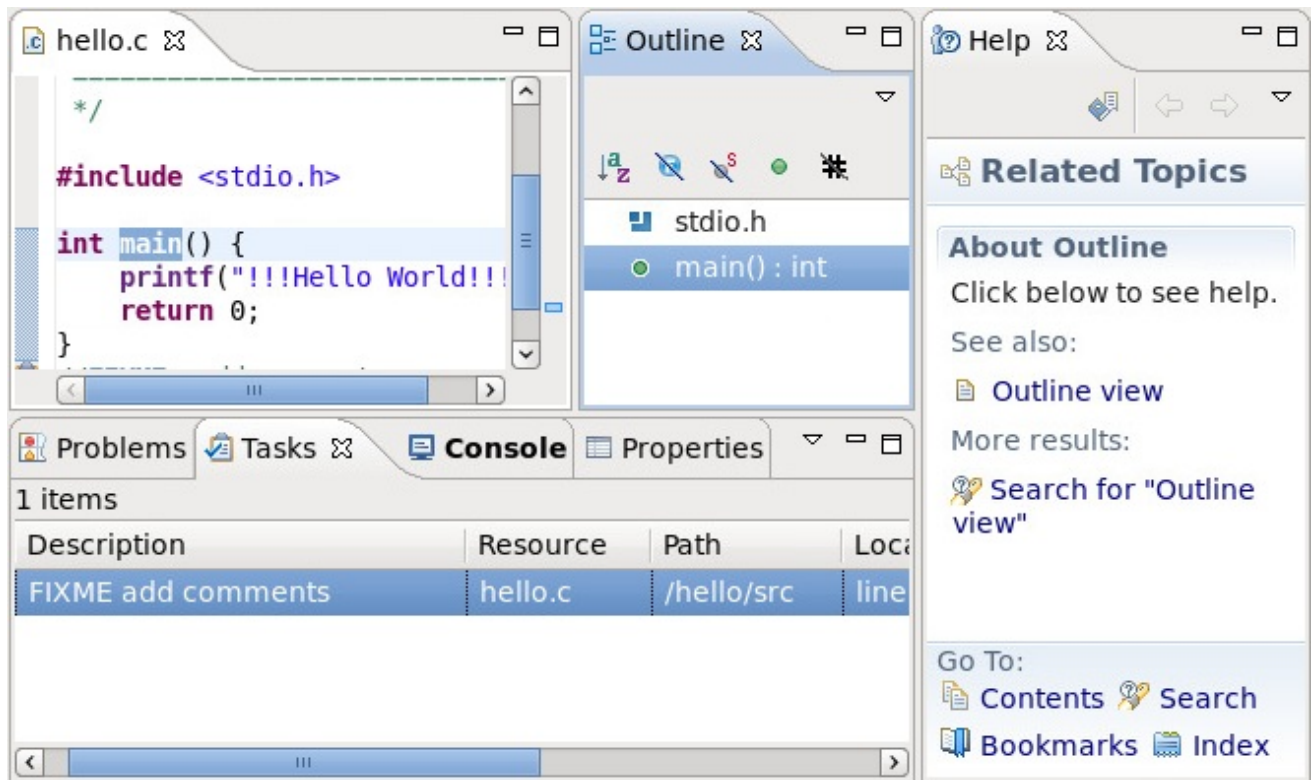 hello.c
*/
#include <stdio.h>
int main() {
printf("!!!Hello World!!!
return 0;
}
Outline
stdio.h
main() : int
Help
Related Topics
About Outline
Click below to see help.
See also:
Outline view
More results:
Search for "Outline
view"
Go To:
Contents Search
Bookmarks Index
Problems Tasks Console Properties
1 items
Description Resource Path
FIXME add comments hello.c /hello/src line